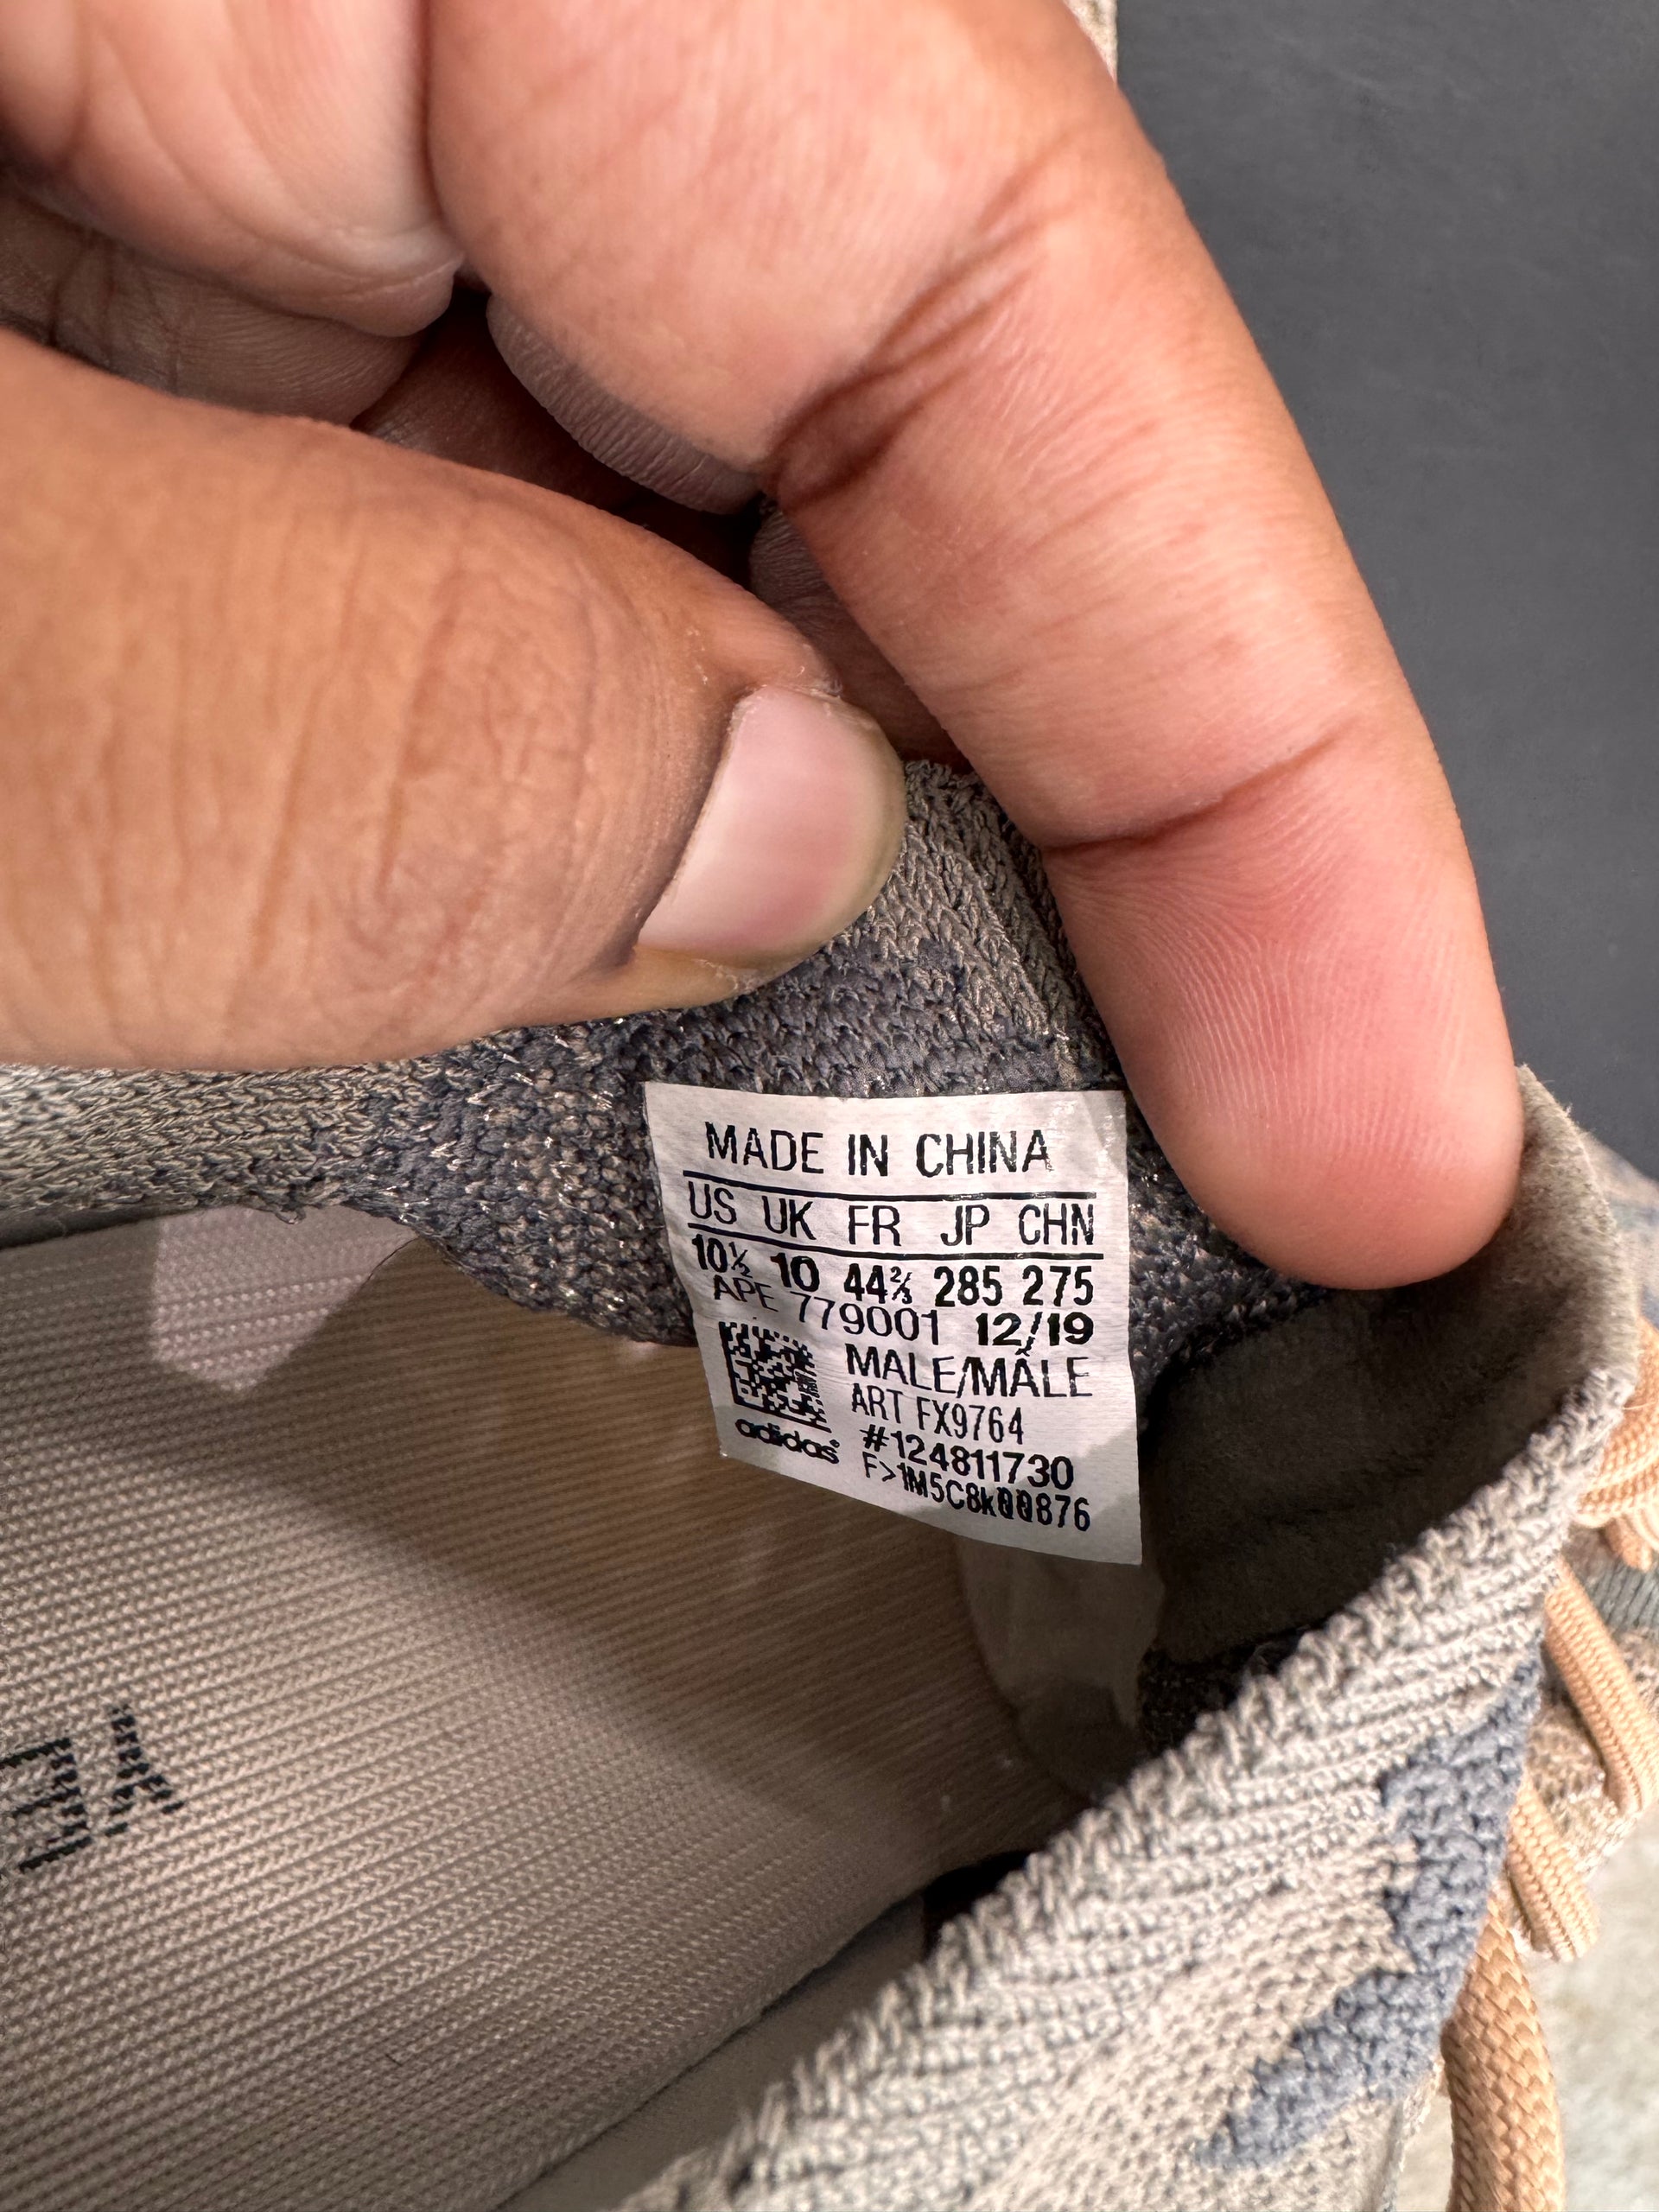 MADE IN CHINA
US UK FR JP CHN
10½ 10 44⅔ 285 275
APE 779001 12/19
MALE/MÂLE
ART FX9764
#124811730
F>1M5C8k00876
adidas